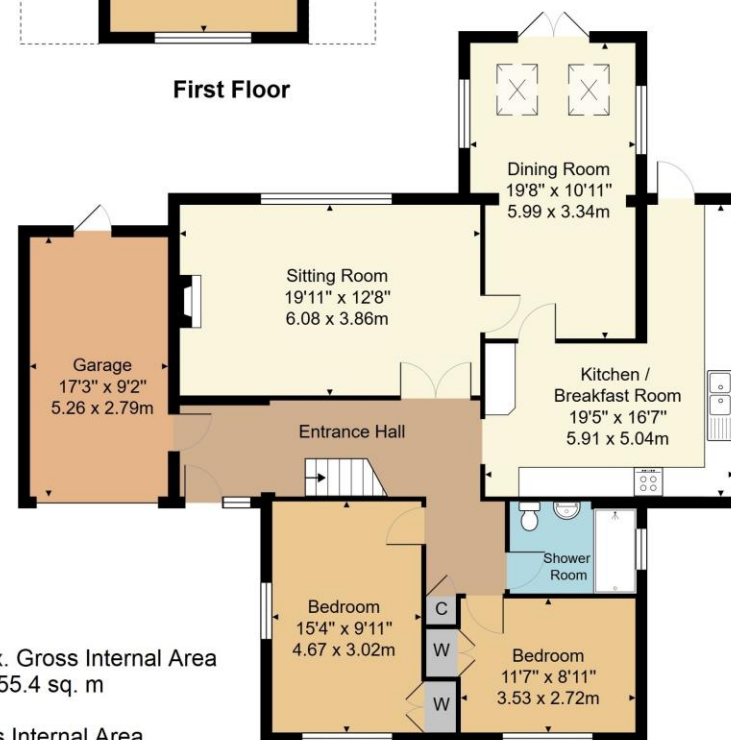 First Floor
Dining Room
19'8" x 10'11"
5.99 x 3.34m
Sitting Room
19'11" x 12'8"
6.08 x 3.86m
Garage
17'3" x 9'2"
5.26 x 2.79m
Kitchen /
Breakfast Room
19'5" x 16'7"
5.91 x 5.04m
Entrance Hall
Shower
Room
Bedroom
15'4" x 9'11"
4.67 x 3.02m
C
W
W
Bedroom
11'7" x 8'11"
3.53 x 2.72m
. Gross Internal Area
55.4 sq. m
Internal Area